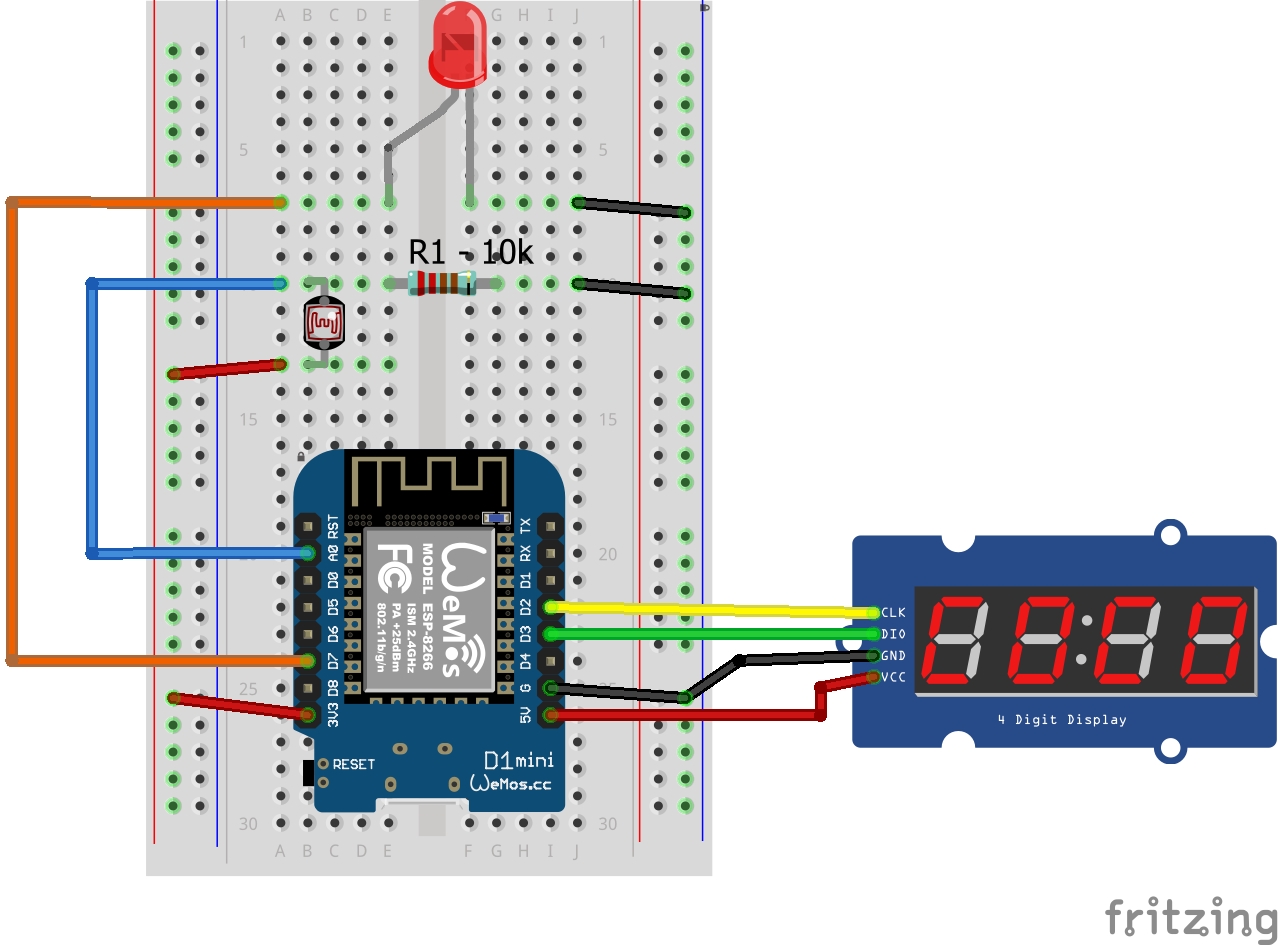 A B C D E G H I J
1 1
5 5
R1 - 10k
15 15
RST TX
A0 RX 20
D0 D1
D5 D2
D6 D3
D7 D4
25 D8 G
3V3 5V
WeMos
MODEL ESP-8266
ISM 2.4GHz
PA +25dBm
802.11b/g/n
FC
RESET
D1mini
WeMos.cc
30 30
A B C D E F G H I J
CLK
DIO
GND
VCC
4 Digit Display
fritzing